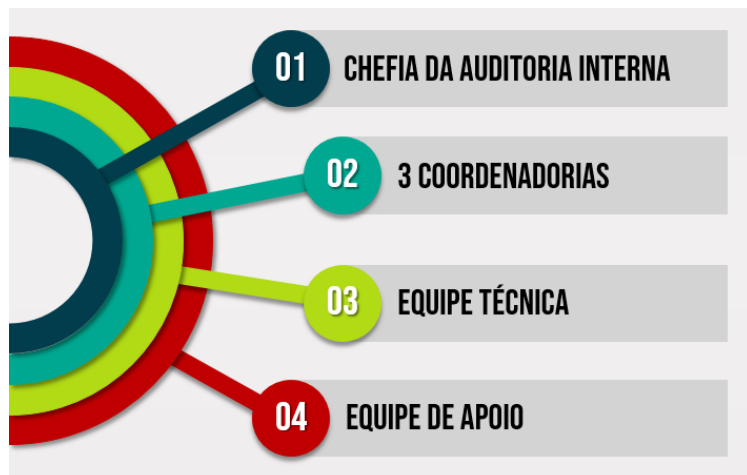 01 CHEFIA DA AUDITORIA INTERNA
02 3 COORDENADORIAS
03 EQUIPE TÉCNICA
04 EQUIPE DE APOIO